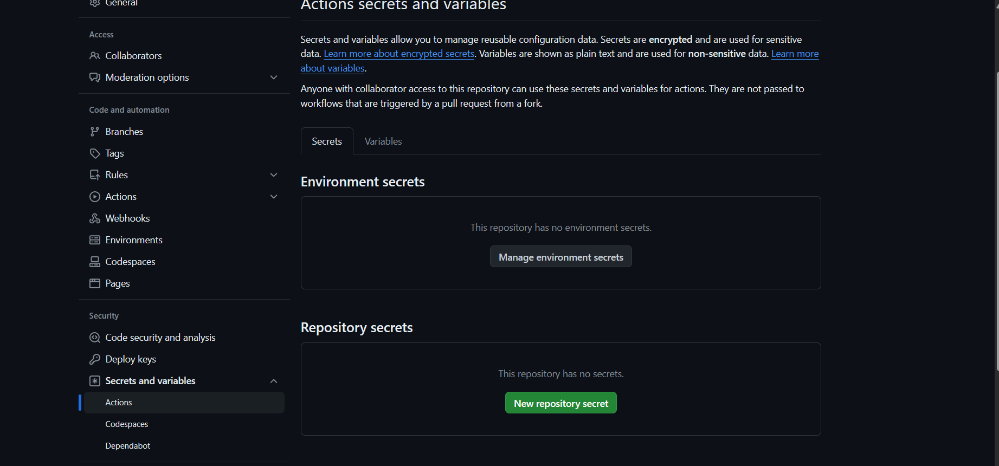 General
Access
Collaborators
Moderation options
Code and automation
Branches
Tags
Rules
Actions
Webhooks
Environments
Codespaces
Pages
Security
Code security and analysis
Deploy keys
Secrets and variables
Actions
Codespaces
Dependabot
Actions secrets and variables
Secrets and variables allow you to manage reusable configuration data. Secrets are encrypted and are used for sensitive
data. Learn more about encrypted secrets. Variables are shown as plain text and are used for non-sensitive data. Learn more
about variables.
Anyone with collaborator access to this repository can use these secrets and variables for actions. They are not passed to
workflows that are triggered by a pull request from a fork.
Secrets Variables
Environment secrets
This repository has no environment secrets.
Manage environment secrets
Repository secrets
This repository has no secrets.
New repository secret